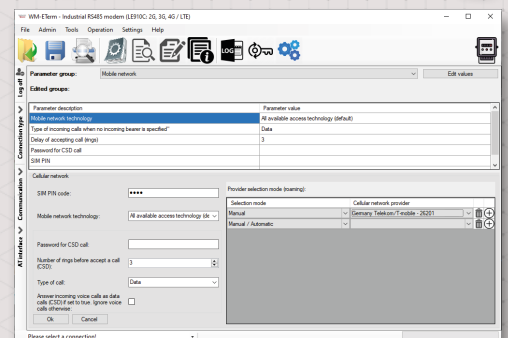 WM-ETerm - Industrial RS485 modem (LE910C; 2G, 3G, 4G / LTE)
File Admin Tools Operation Settings Help
LOG
Parameter group: Mobile network Edit values
Edited groups:
Log off
Connection type
Communication
AT interface
Parameter description Parameter value
Mobile network technology All available access technology (default)
Type of incoming calls when no incoming bearer is specified" Data
Delay of accepting call (rings) 3
Password for CSD call
SIM PIN
Cellular network
SIM PIN code: ●●●●
Mobile network technology: All available access technology (de
Password for CSD call:
Number of rings before accept a call
(CSD): 3
Type of call: Data
Answer incoming voice calls as data
calls (CSD) if set to true. Ignore voice
calls otherwise:
Ok Cancel
Provider selection mode (roaming):
Selection mode Cellular network provider
Manual Germany Telekom/T-mobile - 26201
Manual / Automatic
Please select a connection!